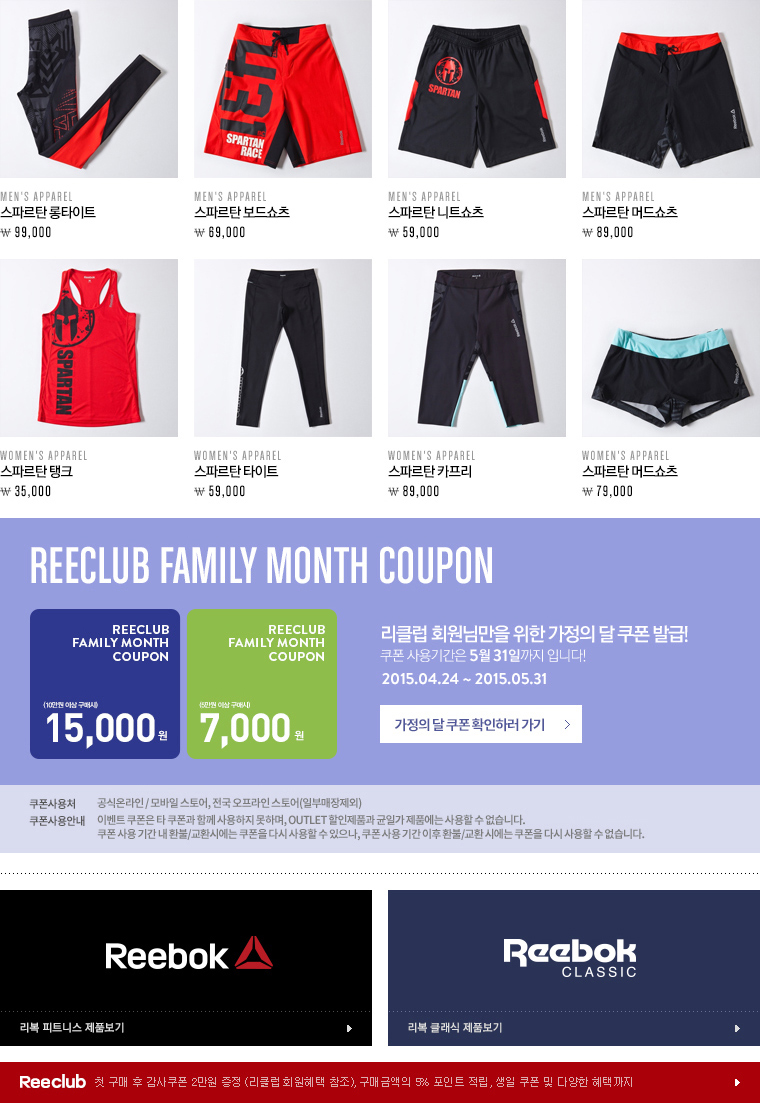 SPARTAN RACE
SPARTAN
MEN'S APPAREL
스파르탄 롱타이트
₩ 99,000
MEN'S APPAREL
스파르탄 보드쇼츠
₩ 69,000
MEN'S APPAREL
스파르탄 니트쇼츠
₩ 59,000
MEN'S APPAREL
스파르탄 머드쇼츠
₩ 89,000
SPARTAN
WOMEN'S APPAREL
스파르탄 탱크
₩ 35,000
WOMEN'S APPAREL
스파르탄 타이트
₩ 59,000
WOMEN'S APPAREL
스파르탄 카프리
₩ 89,000
WOMEN'S APPAREL
스파르탄 머드쇼츠
₩ 79,000
REECLUB FAMILY MONTH COUPON
REECLUB
FAMILY MONTH
COUPON
(10만원 이상 구매시)
15,000원
REECLUB
FAMILY MONTH
COUPON
(5만원 이상 구매시)
7,000원
리클럽 회원님만을 위한 가정의 달 쿠폰 발급!
쿠폰 사용기간은 5월 31일까지 입니다!
2015.04.24 ~ 2015.05.31
가정의 달 쿠폰 확인하러 가기
쿠폰사용처 공식온라인 / 모바일 스토어, 전국 오프라인 스토어(일부매장제외)
쿠폰사용안내 이벤트 쿠폰은 타 쿠폰과 함께 사용하지 못하며, OUTLET 할인제품과 균일가 제품에는 사용할 수 없습니다.
쿠폰 사용 기간 내 환불/교환시에는 쿠폰을 다시 사용할 수 있으나, 쿠폰 사용 기간 이후 환불/교환 시에는 쿠폰을 다시 사용할 수 없습니다.
Reebok
리복 피트니스 제품보기
Reebok
CLASSIC
리복 클래식 제품보기
Reeclub 첫 구매 후 감사쿠폰 2만원 증정 (리클럽 회원혜택 참조), 구매금액의 5% 포인트 적립, 생일 쿠폰 및 다양한 혜택까지